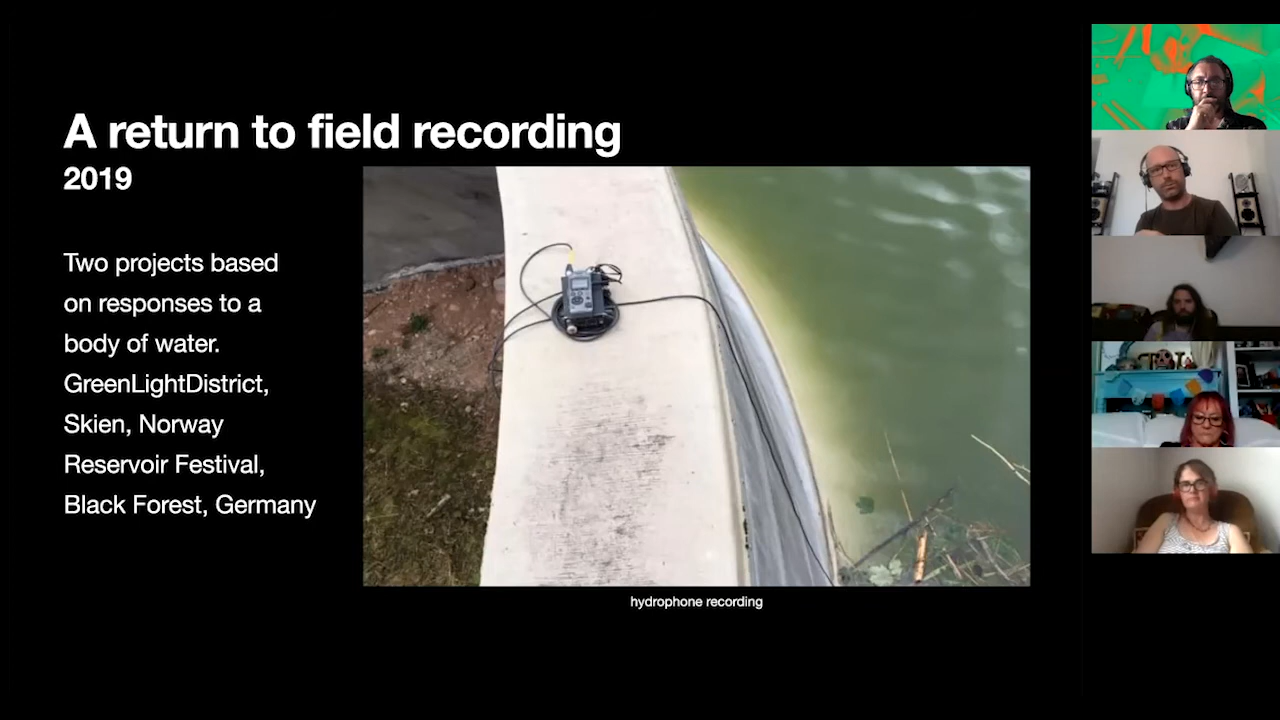 A return to field recording
2019
Two projects based
on responses to a
body of water.
GreenLightDistrict,
Skien, Norway
Reservoir Festival,
Black Forest, Germany
hydrophone recording